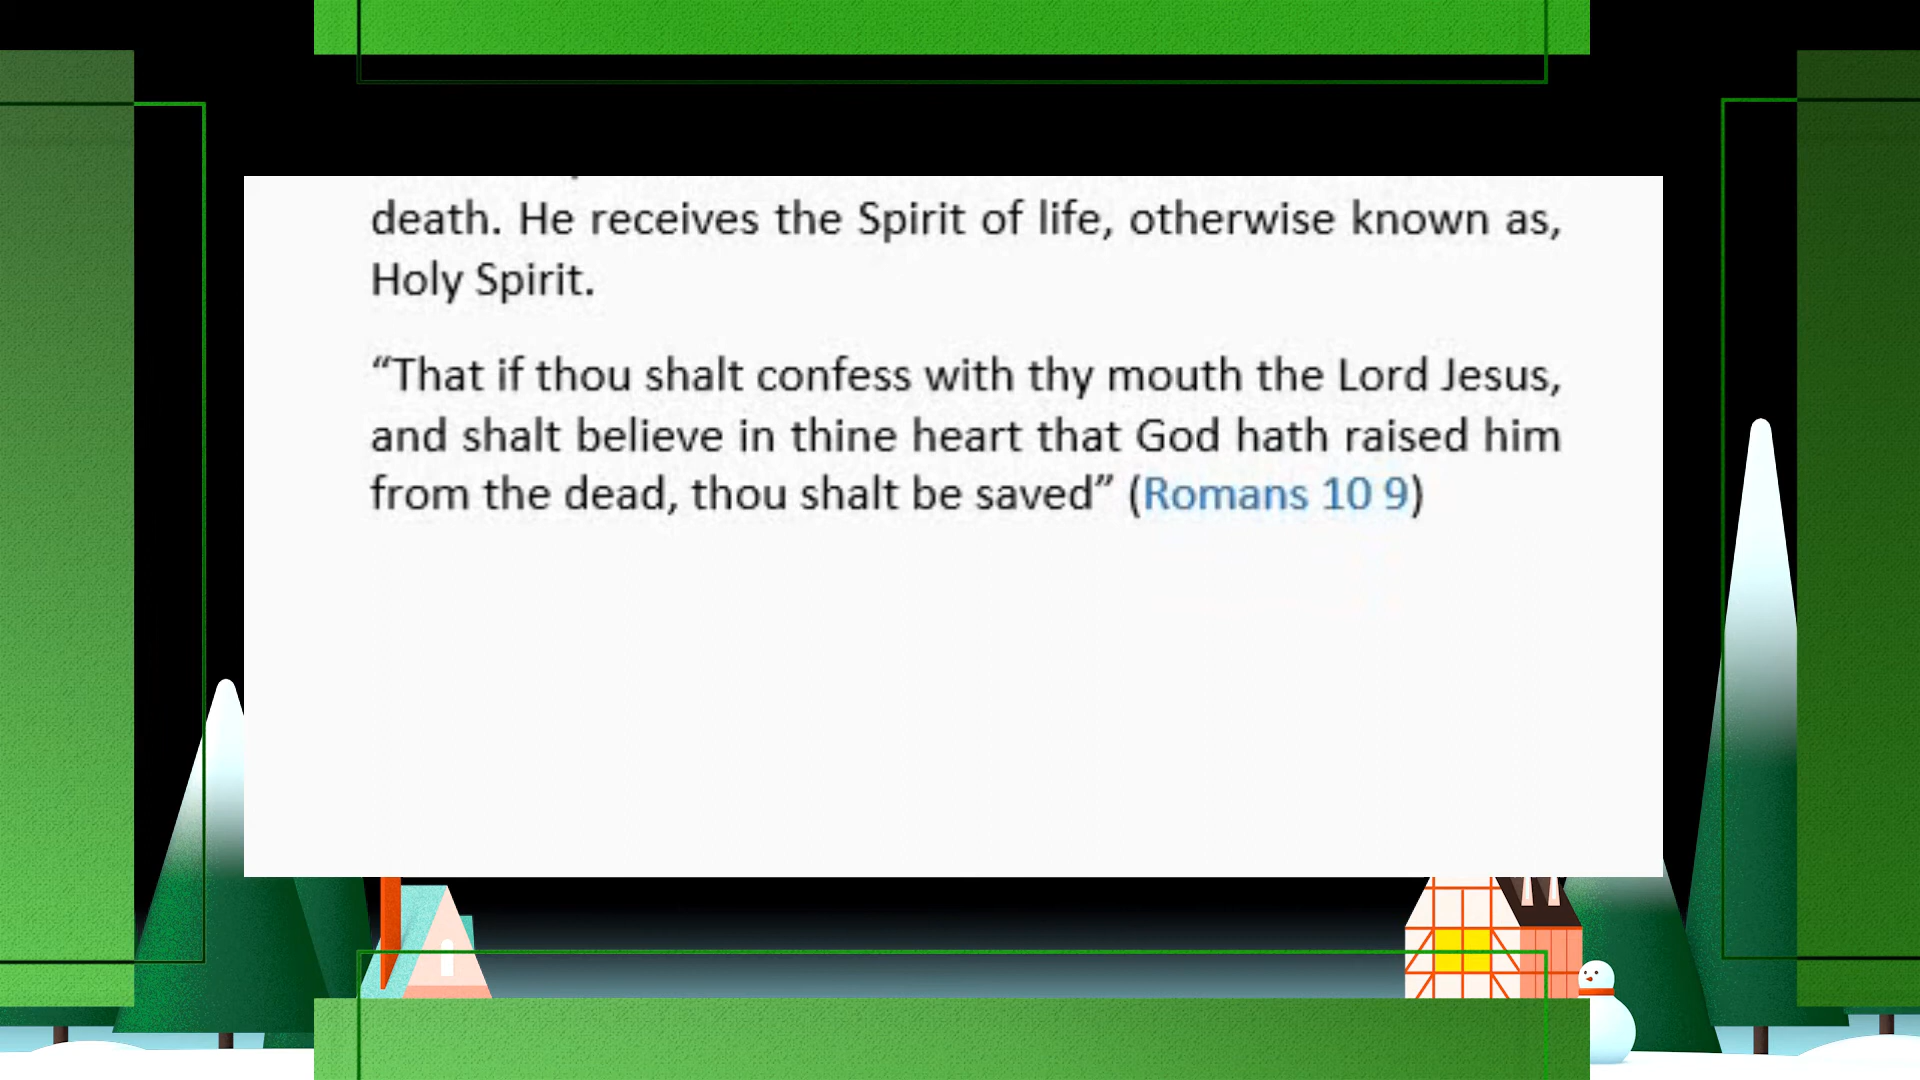 death. He receives the Spirit of life, otherwise known as,
Holy Spirit.
“That if thou shalt confess with thy mouth the Lord Jesus,
and shalt believe in thine heart that God hath raised him
from the dead, thou shalt be saved” (Romans 10 9)